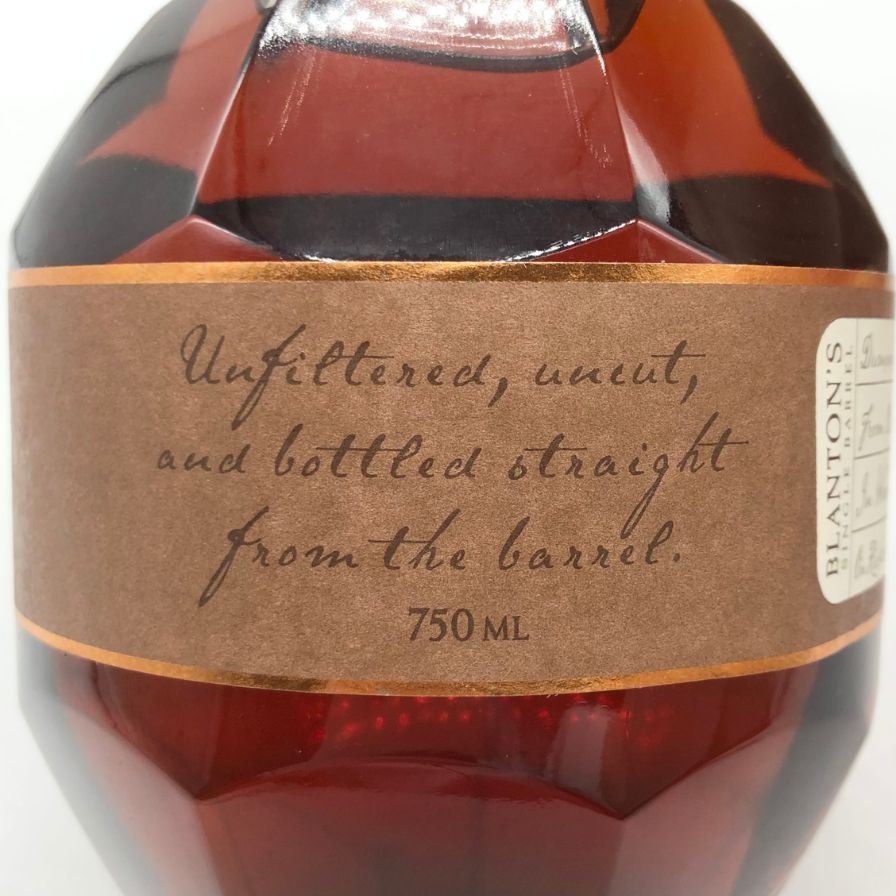 Unfiltered, uncut,
and bottled straight
from the barrel.
750 ML
BLANTON'S
SINGLE BARREL